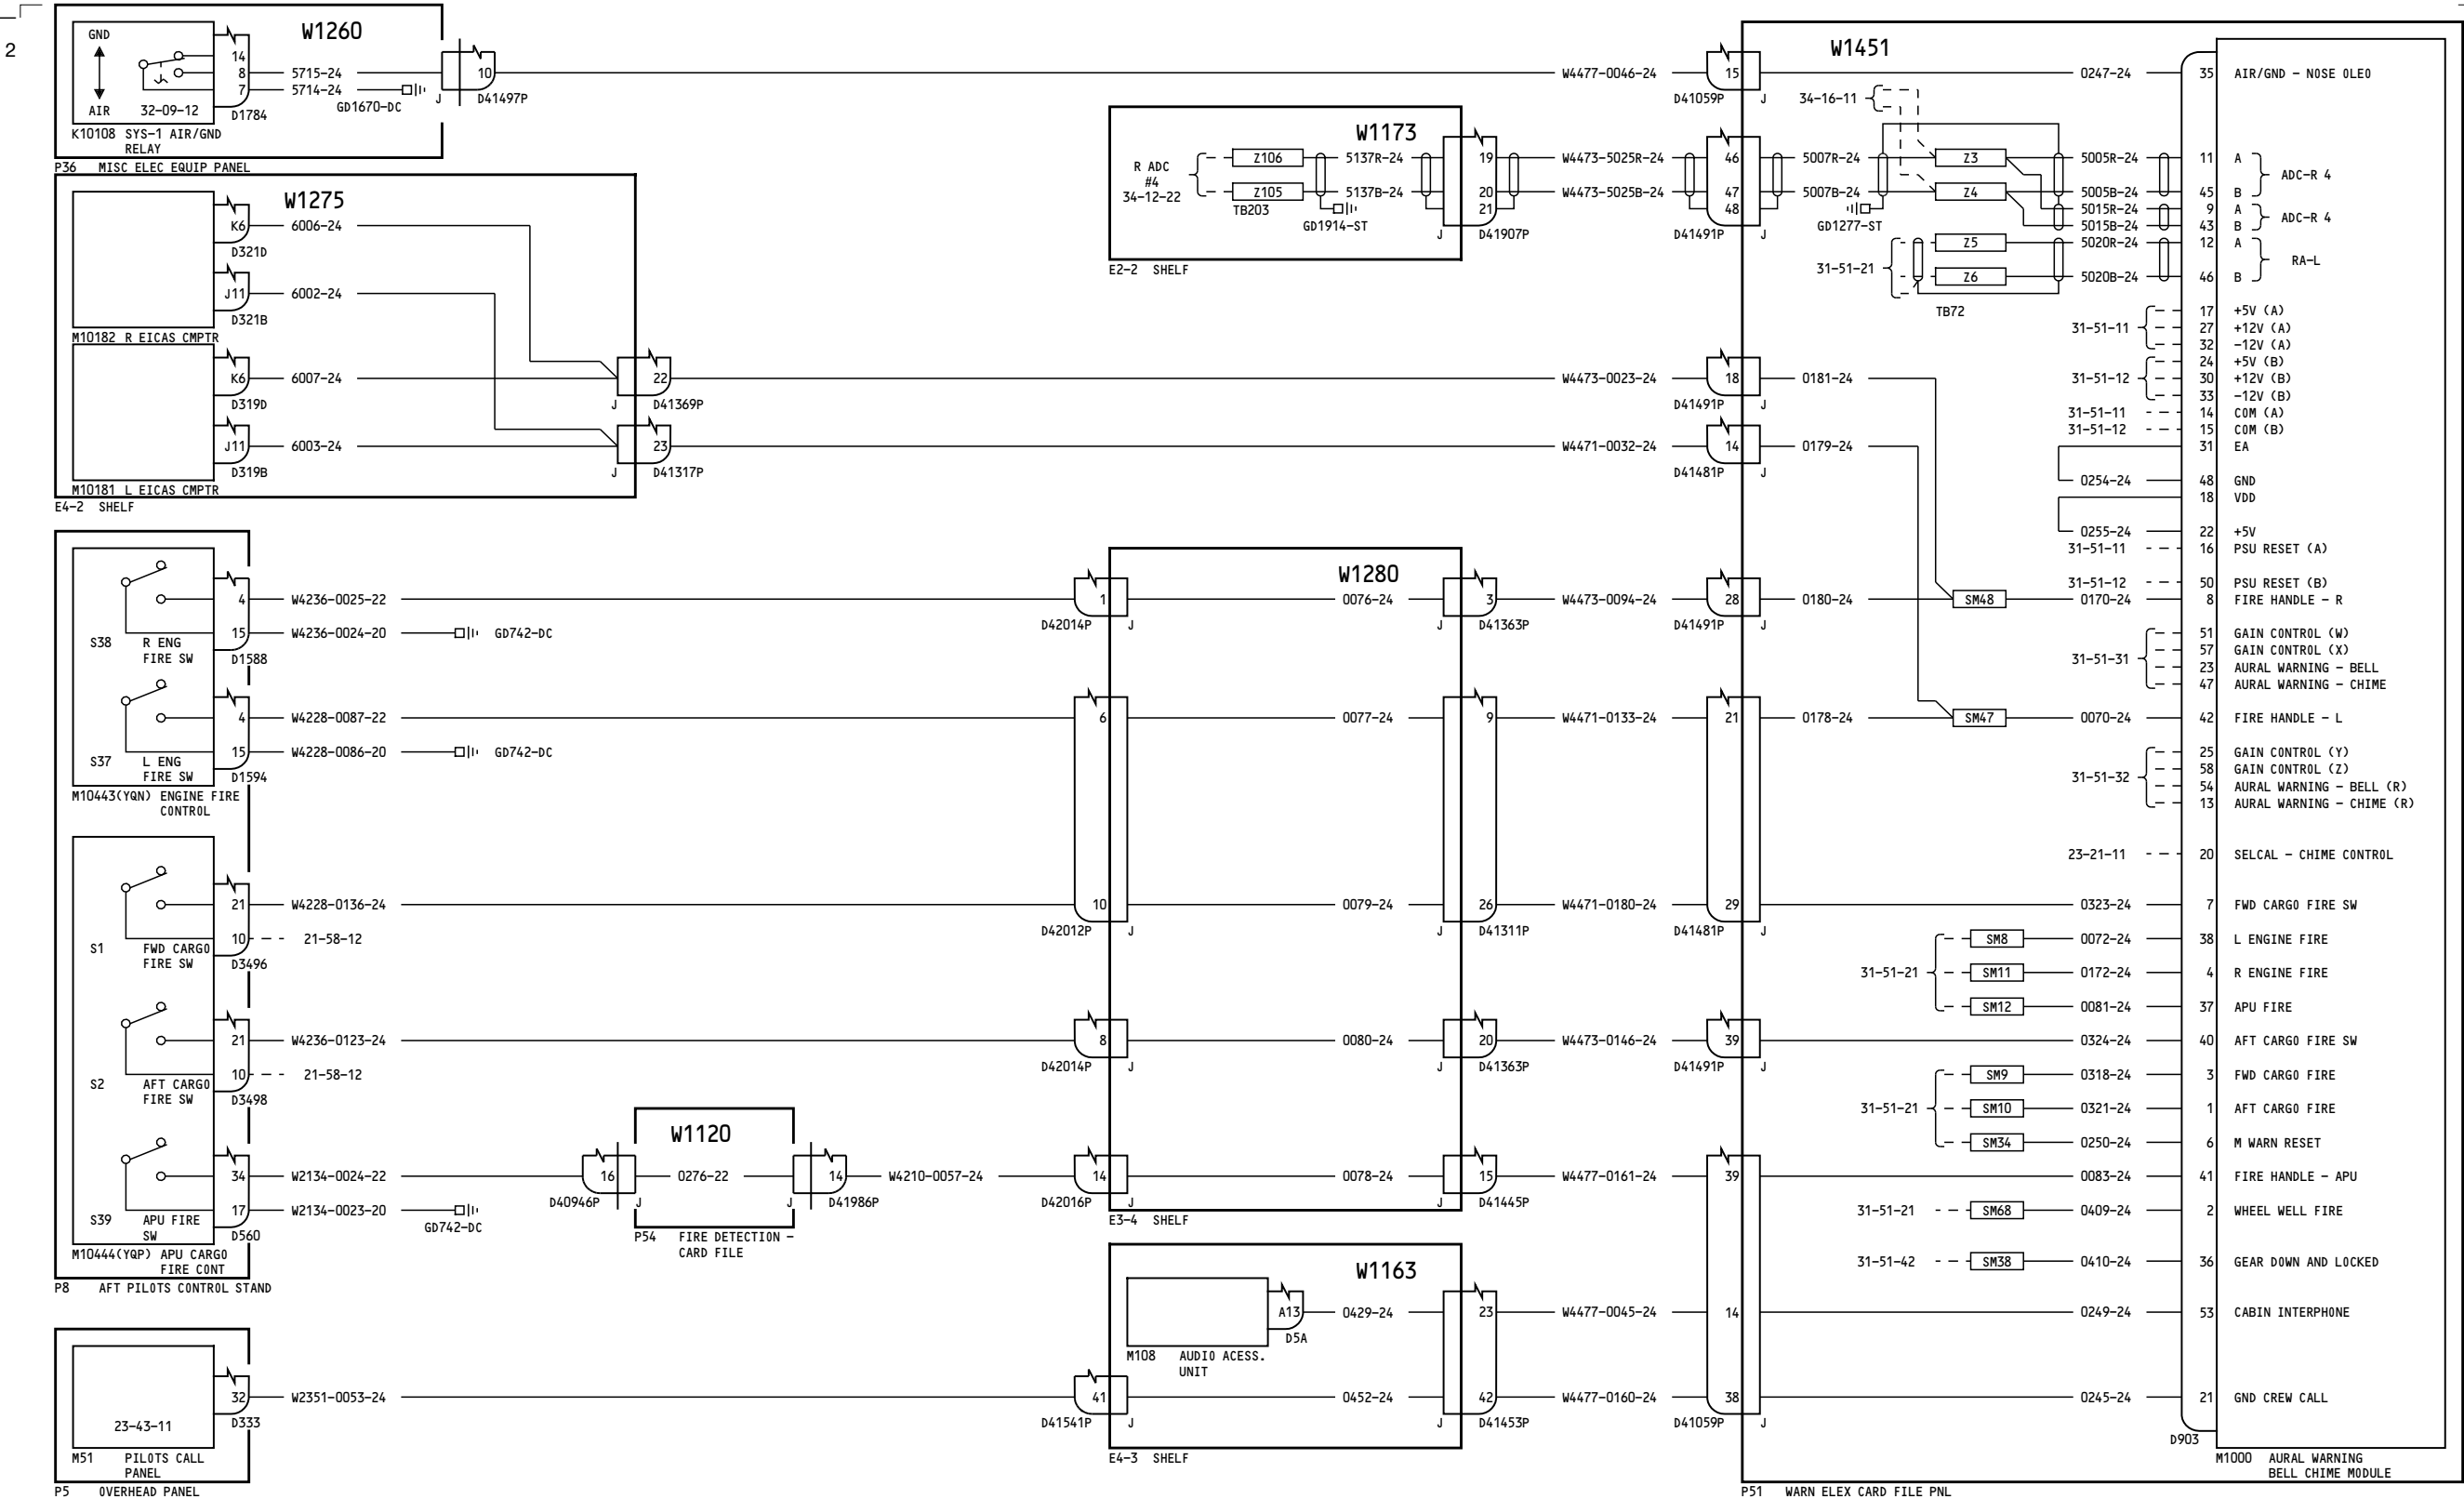 2
GND
AIR
32-09-12
14
8
7
D1784
5715-24
5714-24
GD1670-DC
W1260
J
10
D41497P
K10108 SYS-1 AIR/GND
RELAY
P36 MISC ELEC EQUIP PANEL
W4477-0046-24
15
D41059P
J
W1451
0247-24
35
AIR/GND - NOSE OLEO
34-16-11
W1173
R ADC
#4
34-12-22
Z106
Z105
TB203
5137R-24
5137B-24
GD1914-ST
J
19
20
21
D41907P
E2-2 SHELF
W4473-5025R-24
W4473-5025B-24
46
47
48
D41491P
J
5007R-24
5007B-24
GD1277-ST
Z3
Z4
5005R-24
5005B-24
5015R-24
5015B-24
11 A
45 B
ADC-R 4
9 A
43 B
ADC-R 4
31-51-21
Z5
Z6
TB72
5020R-24
5020B-24
12 A
46 B
RA-L
W1275
K6
D321D
6006-24
J11
D321B
6002-24
M10182 R EICAS CMPTR
K6
D319D
6007-24
J11
D319B
6003-24
M10181 L EICAS CMPTR
E4-2 SHELF
J
22
D41369P
J
23
D41317P
W4473-0023-24
18
D41491P
J
0181-24
W4471-0032-24
14
D41481P
J
0179-24
31-51-11
17 +5V (A)
27 +12V (A)
32 -12V (A)
31-51-12
24 +5V (B)
30 +12V (B)
33 -12V (B)
31-51-11 14 COM (A)
31-51-12 15 COM (B)
31 EA
0254-24 48 GND
18 VDD
0255-24 22 +5V
31-51-11 16 PSU RESET (A)
31-51-12 50 PSU RESET (B)
S38
R ENG
FIRE SW
4
15
D1588
W4236-0025-22
W4236-0024-20
GD742-DC
1
D42014P
J
W1280
0076-24
3
J
D41363P
W4473-0094-24
28
D41491P
J
0180-24
SM48
0170-24
8 FIRE HANDLE - R
31-51-31
51 GAIN CONTROL (W)
57 GAIN CONTROL (X)
23 AURAL WARNING - BELL
47 AURAL WARNING - CHIME
S37
L ENG
FIRE SW
4
15
D1594
W4228-0087-22
W4228-0086-20
GD742-DC
M10443(YQN) ENGINE FIRE
CONTROL
6
0077-24
9
W4471-0133-24
21
0178-24
SM47
0070-24
42 FIRE HANDLE - L
31-51-32
25 GAIN CONTROL (Y)
58 GAIN CONTROL (Z)
54 AURAL WARNING - BELL (R)
13 AURAL WARNING - CHIME (R)
23-21-11 20 SELCAL - CHIME CONTROL
S1
FWD CARGO
FIRE SW
21
10
D3496
W4228-0136-24
21-58-12
10
D42012P
J
0079-24
26
J
D41311P
W4471-0180-24
29
D41481P
J
0323-24
7 FWD CARGO FIRE SW
31-51-21
SM8 0072-24 38 L ENGINE FIRE
SM11 0172-24 4 R ENGINE FIRE
SM12 0081-24 37 APU FIRE
S2
AFT CARGO
FIRE SW
21
10
D3498
W4236-0123-24
21-58-12
8
D42014P
J
0080-24
20
J
D41363P
W4473-0146-24
39
D41491P
J
0324-24
40 AFT CARGO FIRE SW
31-51-21
SM9 0318-24 3 FWD CARGO FIRE
SM10 0321-24 1 AFT CARGO FIRE
SM34 0250-24 6 M WARN RESET
S39
APU FIRE
SW
34
17
D560
W2134-0024-22
W2134-0023-20
GD742-DC
M10444(YQP) APU CARGO
FIRE CONT
P8 AFT PILOTS CONTROL STAND
16
D40946P
J
W1120
0276-22
J
14
D41986P
P54 FIRE DETECTION -
CARD FILE
W4210-0057-24
14
D42016P
J
0078-24
15
J
D41445P
E3-4 SHELF
W4477-0161-24
39
0083-24
41 FIRE HANDLE - APU
31-51-21 SM68 0409-24 2 WHEEL WELL FIRE
31-51-42 SM38 0410-24 36 GEAR DOWN AND LOCKED
W1163
A13
D5A
0429-24
M108 AUDIO ACESS.
UNIT
23
W4477-0045-24
14
0249-24
53 CABIN INTERPHONE
23-43-11
32
D333
M51 PILOTS CALL
PANEL
P5 OVERHEAD PANEL
W2351-0053-24
41
D41541P
J
0452-24
42
J
D41453P
E4-3 SHELF
W4477-0160-24
38
D41059P
J
0245-24
21 GND CREW CALL
D903
M1000 AURAL WARNING
BELL CHIME MODULE
P51 WARN ELEX CARD FILE PNL